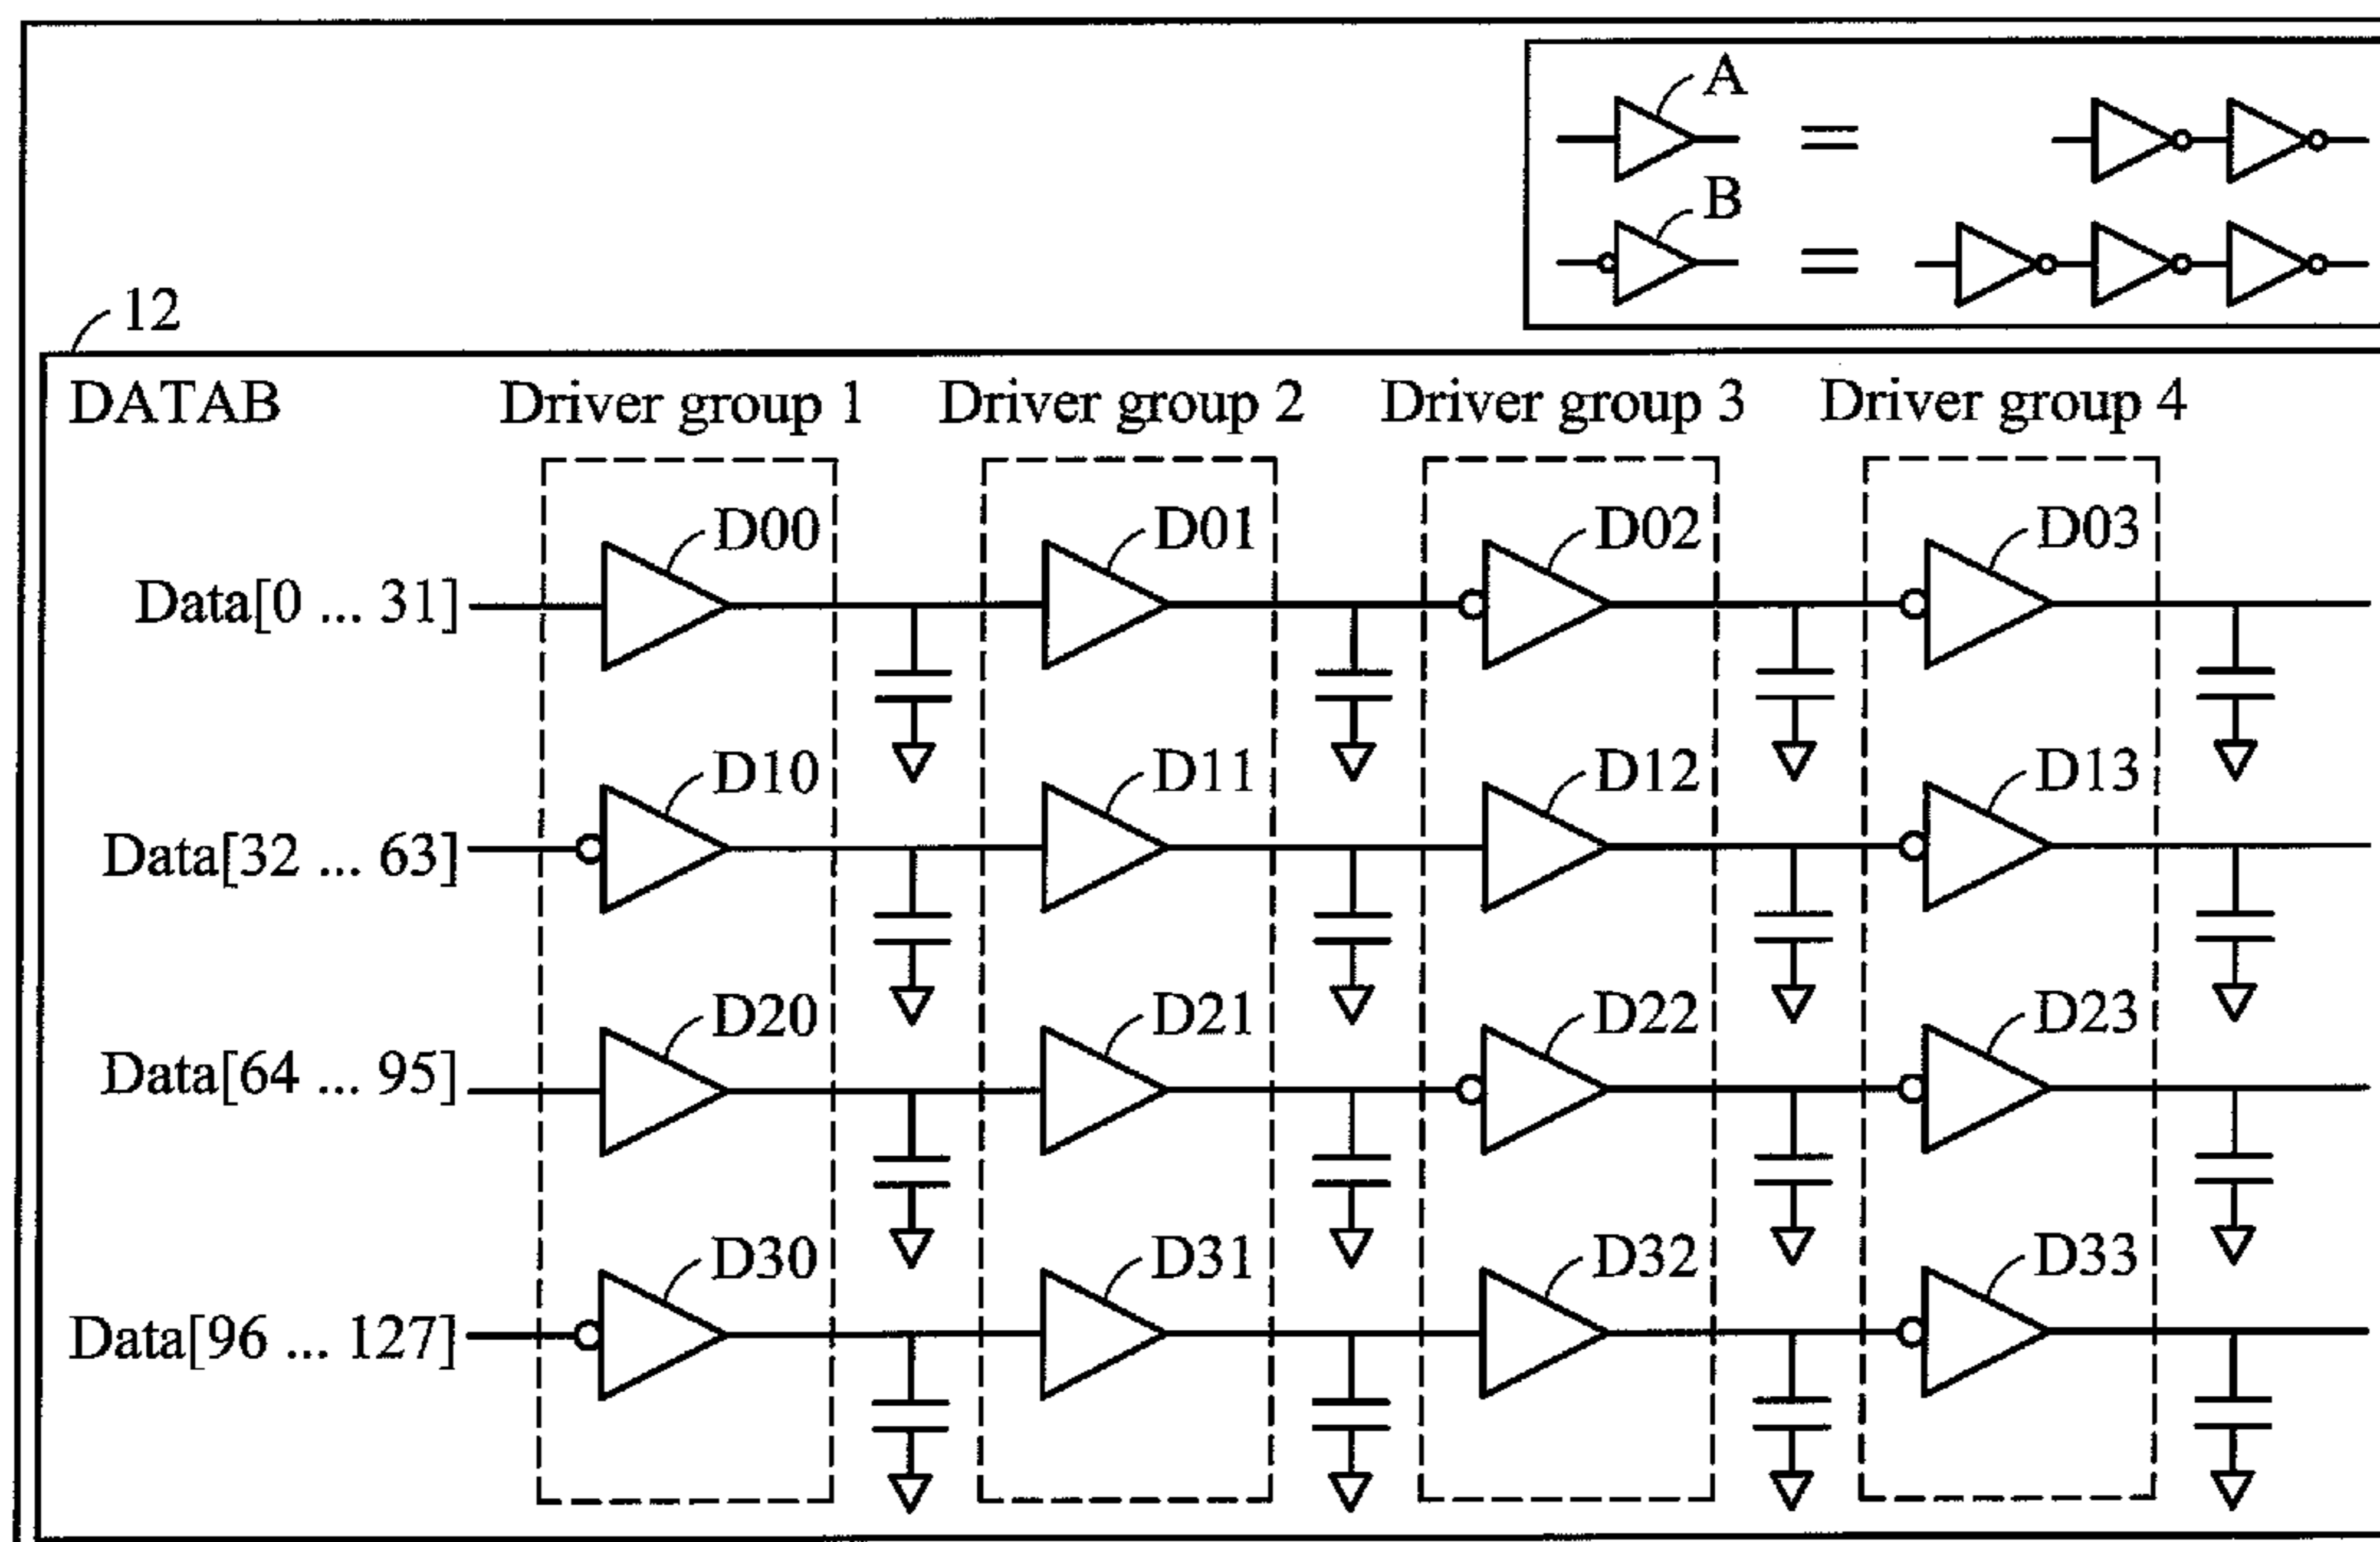 A
B
12
DATAB
Driver group 1 Driver group 2 Driver group 3 Driver group 4
D00 D01 D02 D03
Data[0 ... 31]
D10 D11 D12 D13
Data[32 ... 63]
D20 D21 D22 D23
Data[64 ... 95]
D30 D31 D32 D33
Data[96 ... 127]